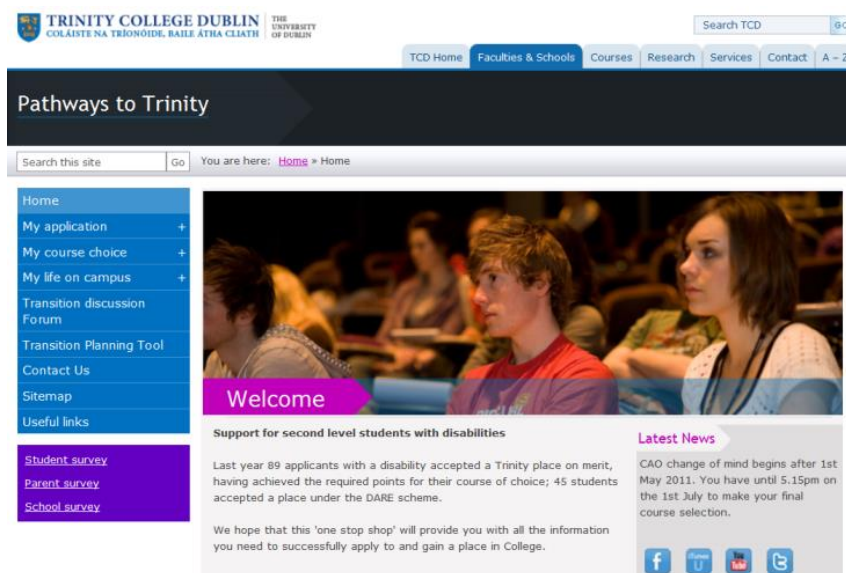 TRINITY COLLEGE DUBLIN
COLÁISTE NA TRÍONÓIDE, BAILE ÁTHA CLIATH
THE
UNIVERSITY
OF DUBLIN
Search TCD
GO
TCD Home
Faculties & Schools
Courses
Research
Services
Contact
A – Z
Pathways to Trinity
Search this site
Go
You are here: Home » Home
Home
My application +
My course choice +
My life on campus +
Transition discussion
Forum
Transition Planning Tool
Contact Us
Sitemap
Useful links
Student survey
Parent survey
School survey
Welcome
Support for second level students with disabilities
Last year 89 applicants with a disability accepted a Trinity place on merit,
having achieved the required points for their course of choice; 45 students
accepted a place under the DARE scheme.
We hope that this 'one stop shop' will provide you with all the information
you need to successfully apply to and gain a place in College.
Latest News
CAO change of mind begins after 1st
May 2011. You have until 5.15pm on
the 1st July to make your final
course selection.
f
iTunes
U
You
Tube